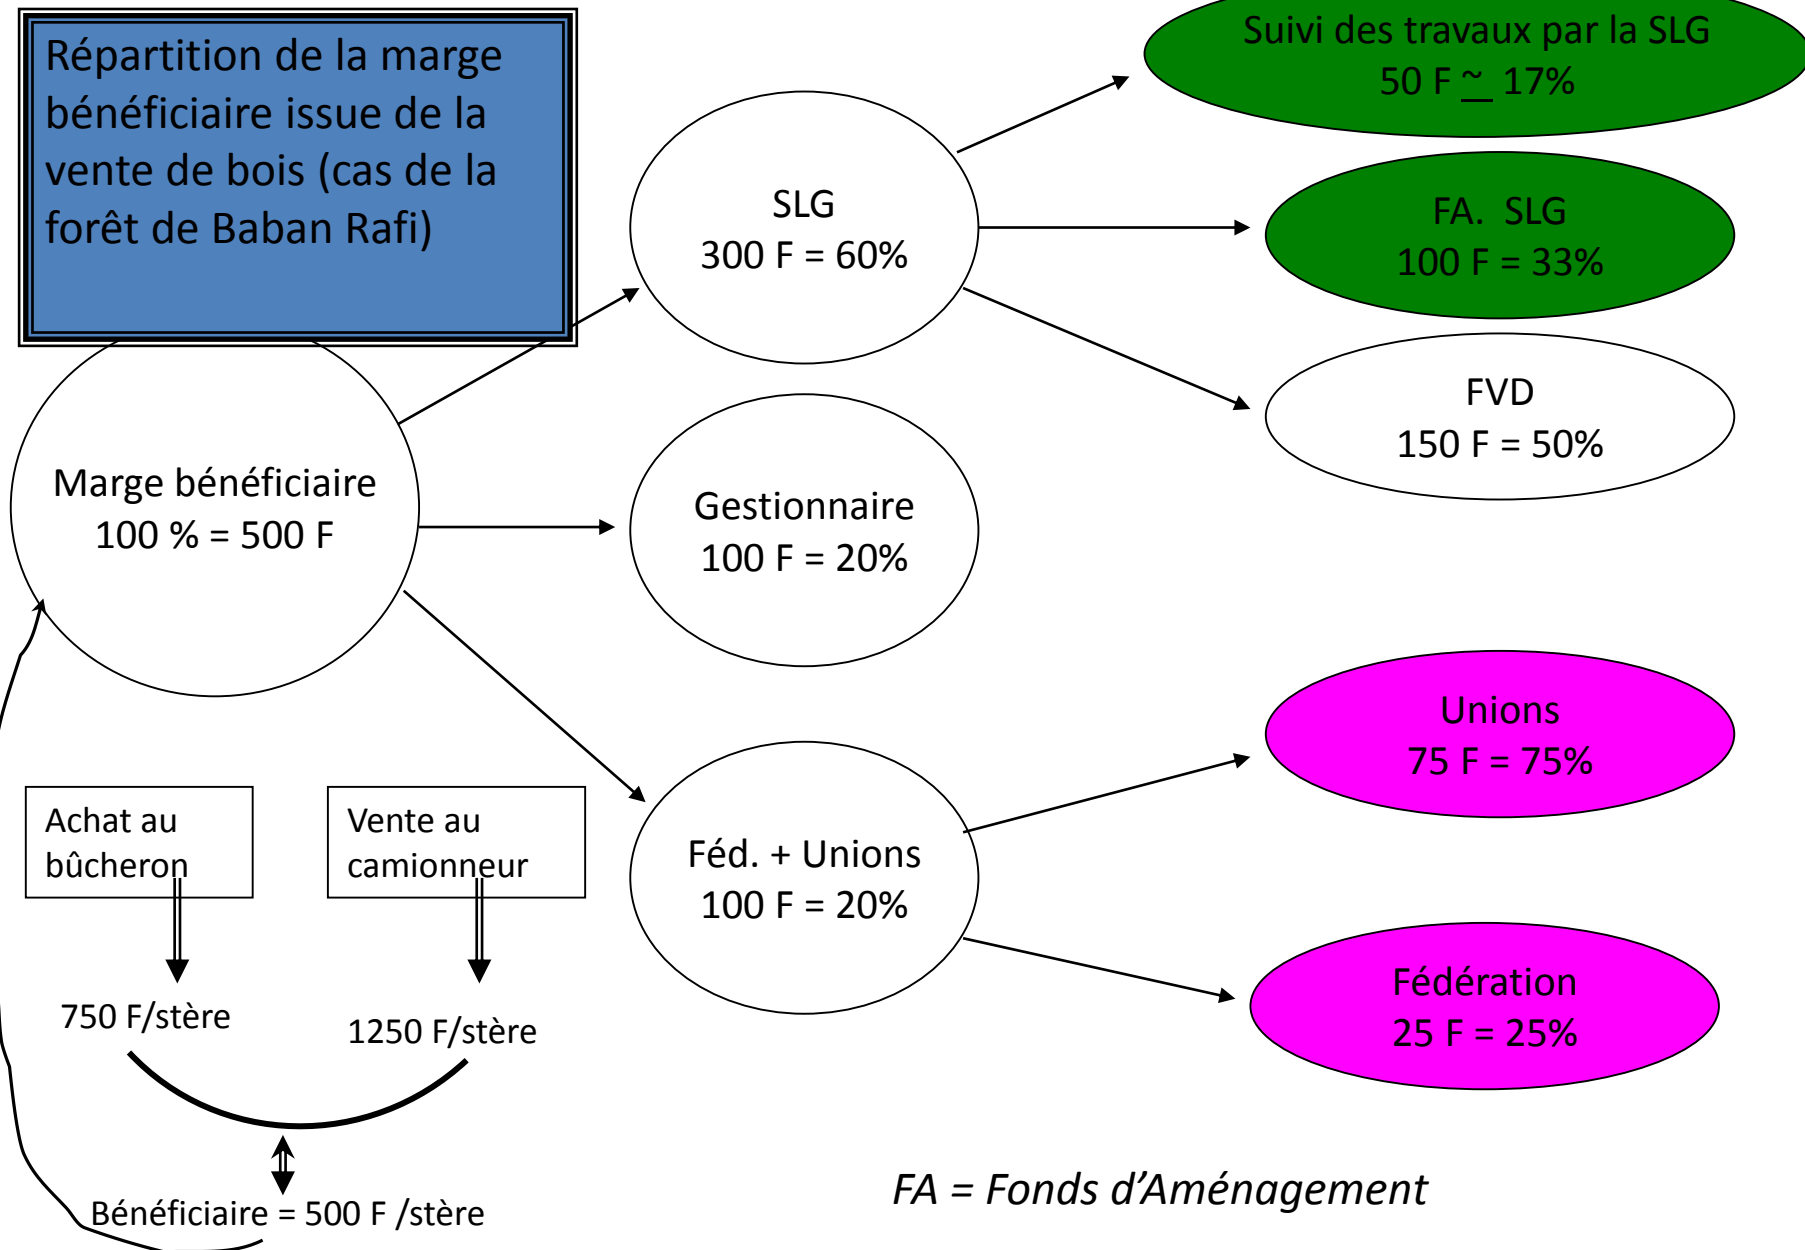 Répartition de la marge
bénéficiaire issue de la
vente de bois (cas de la
forêt de Baban Rafi)
Suivi des travaux par la SLG
50 F ~ 17%
SLG
300 F = 60%
FA. SLG
100 F = 33%
FVD
150 F = 50%
Marge bénéficiaire
100 % = 500 F
Gestionnaire
100 F = 20%
Unions
75 F = 75%
Féd. + Unions
100 F = 20%
Fédération
25 F = 25%
Achat au
bûcheron
Vente au
camionneur
750 F/stère
1250 F/stère
Bénéficiaire = 500 F /stère
FA = Fonds d’Aménagement